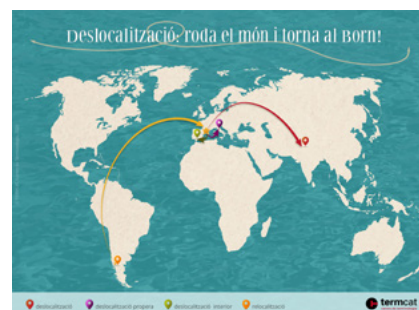 Deslocalització: roda el món i torna al Born!
deslocalització
deslocalització propera
deslocalització interior
relocalització
termcat